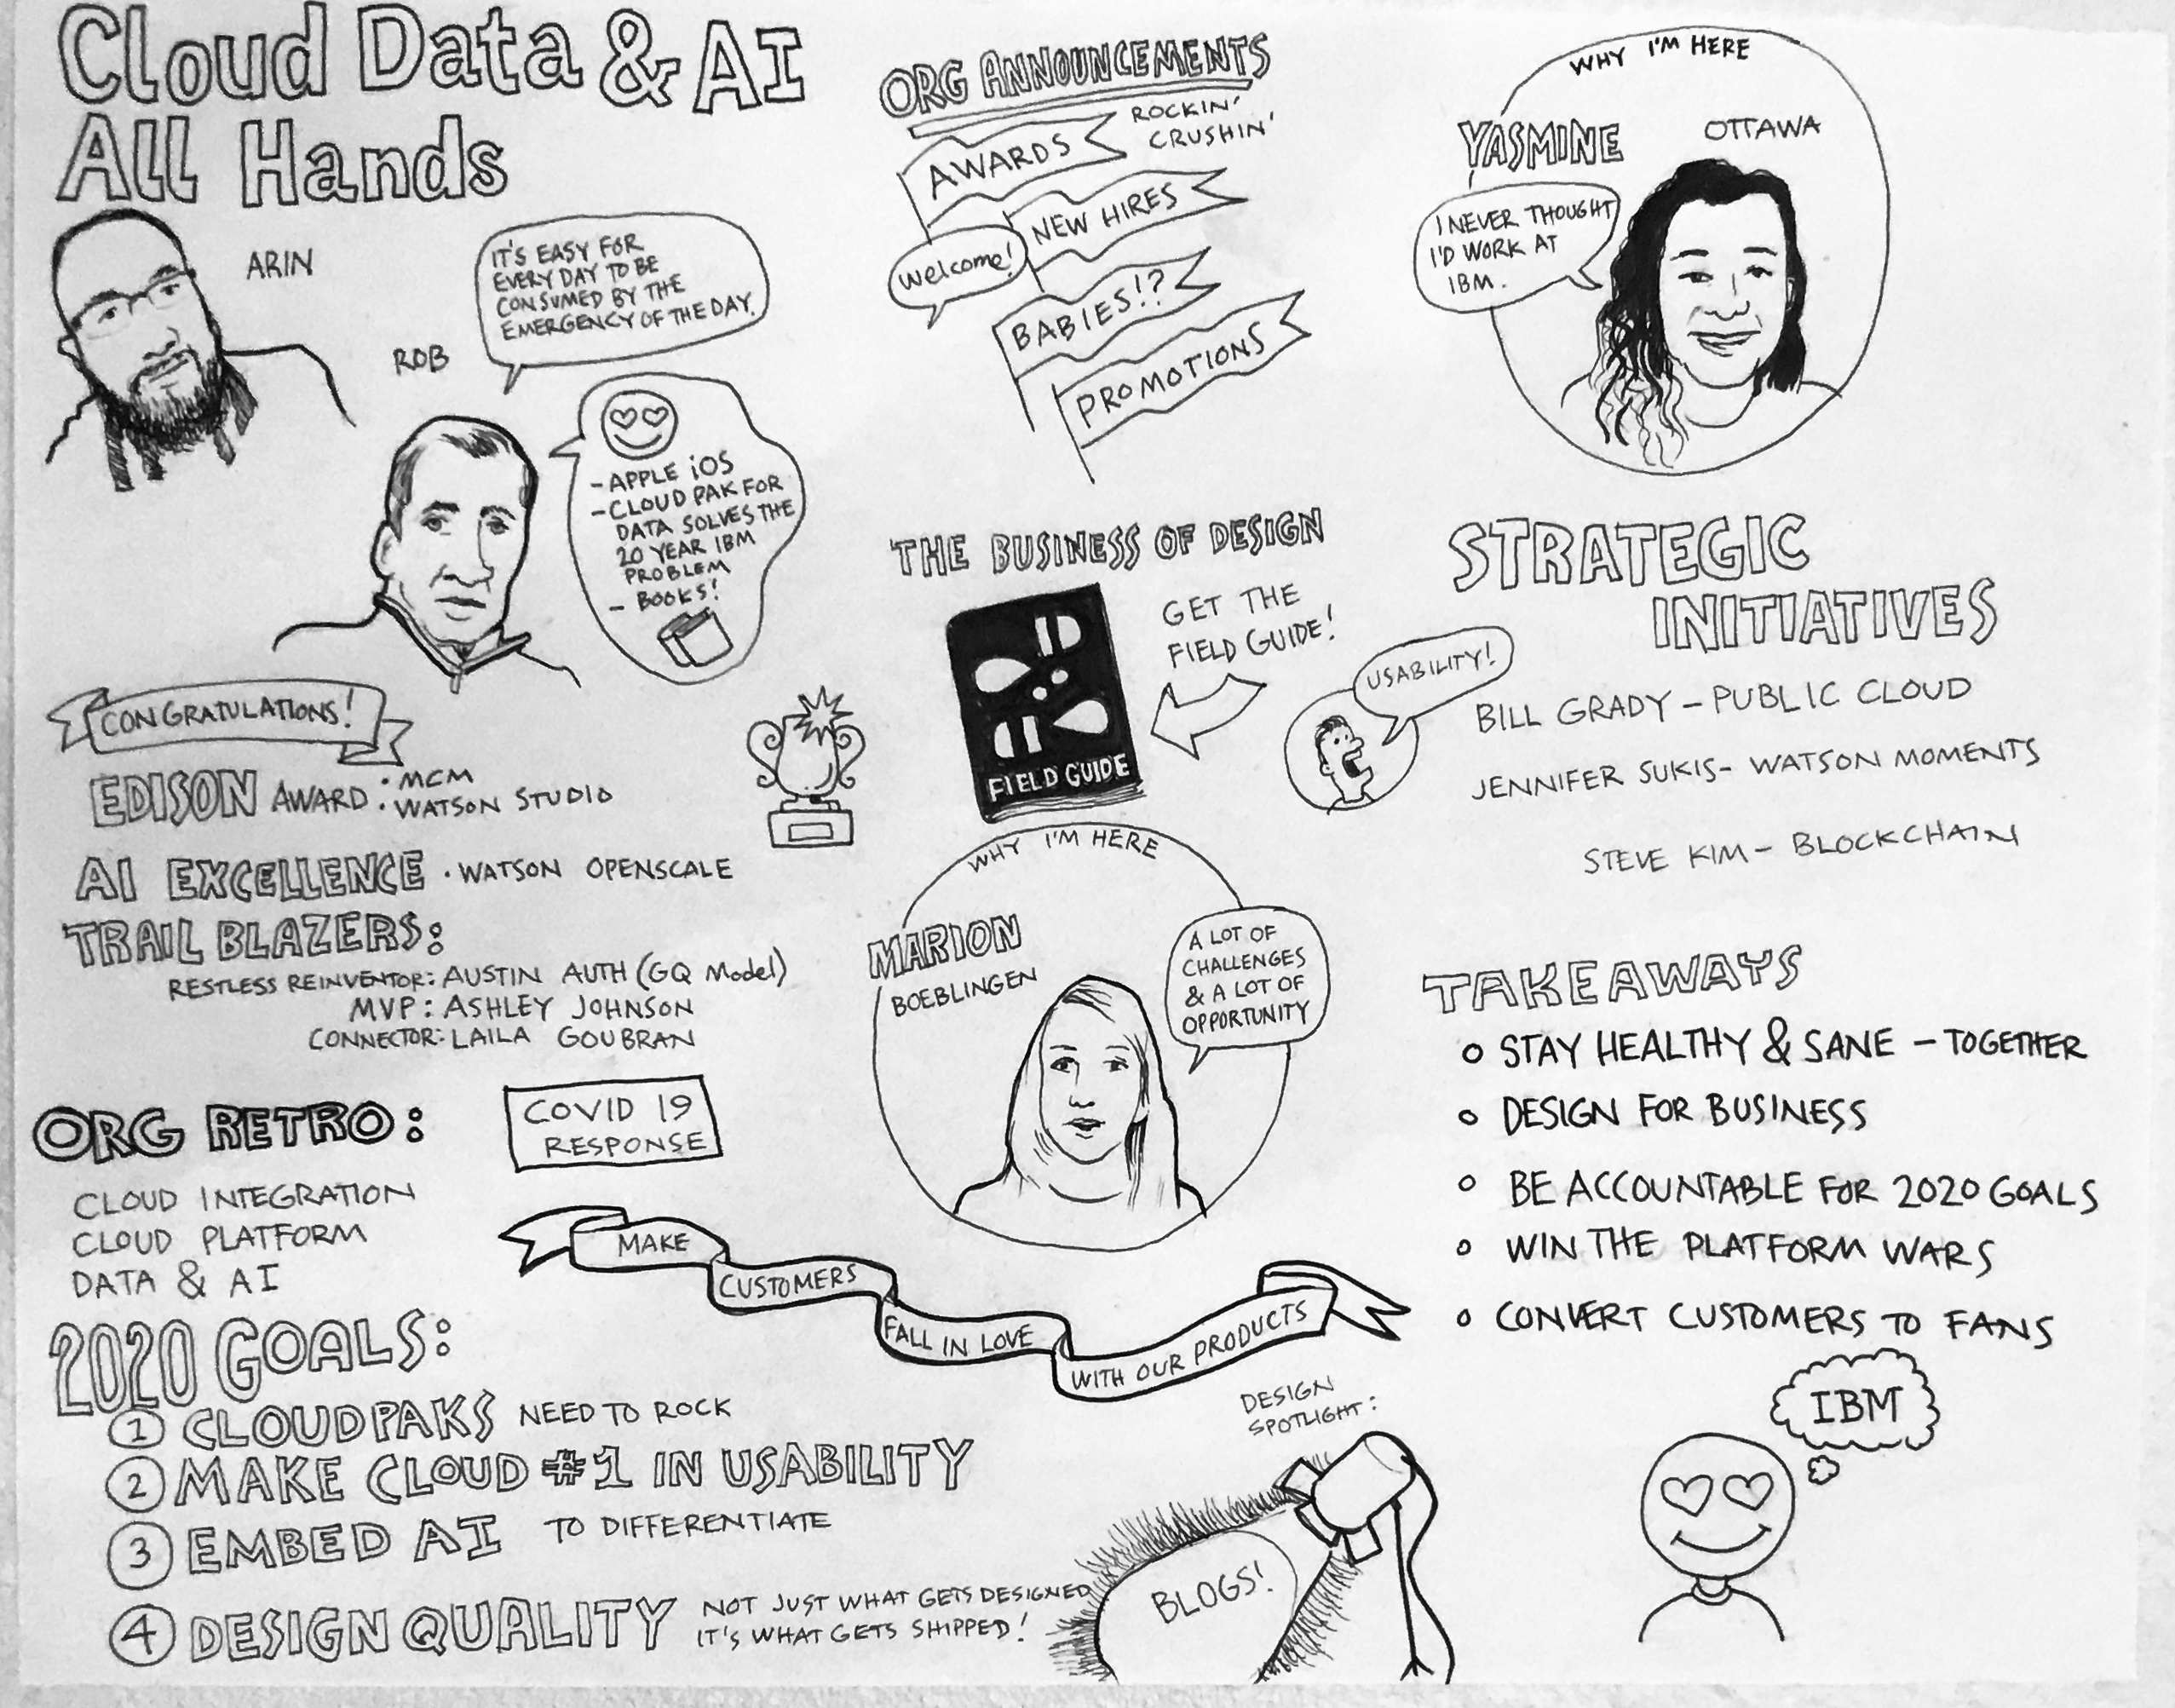 Cloud Data & AI
All Hands
ARIN
ROB
IT'S EASY FOR
EVERY DAY TO BE
CONSUMED BY THE
EMERGENCY OF THE DAY.
- APPLE iOS
- CLOUD PAK FOR
DATA SOLVES THE
20 YEAR IBM
PROBLEM
- BOOKS!
CONGRATULATIONS!
EDISON AWARD : • MCM
• WATSON STUDIO
AI EXCELLENCE • WATSON OPENSCALE
TRAIL BLAZERS:
RESTLESS REINVENTOR: AUSTIN AUTH (GQ Model)
MVP: ASHLEY JOHNSON
CONNECTOR: LAILA GOUBRAN
ORG RETRO:
COVID 19
RESPONSE
CLOUD INTEGRATION
CLOUD PLATFORM
DATA & AI
2020 GOALS:
1 CLOUDPAKS NEED TO ROCK
2 MAKE CLOUD #1 IN USABILITY
3 EMBED AI TO DIFFERENTIATE
4 DESIGN QUALITY NOT JUST WHAT GETS DESIGNED
IT'S WHAT GETS SHIPPED!
ORG ANNOUNCEMENTS
ROCKIN'
CRUSHIN'
AWARDS
NEW HIRES
Welcome!
BABIES!?
PROMOTIONS
THE BUSINESS OF DESIGN
GET THE
FIELD GUIDE!
FIELD GUIDE
USABILITY!
WHY I'M HERE
MARION
BOEBLINGEN
A LOT OF
CHALLENGES
& A LOT OF
OPPORTUNITY
MAKE
CUSTOMERS
FALL IN LOVE
WITH OUR PRODUCTS
DESIGN
SPOTLIGHT:
BLOGS!
WHY I'M HERE
YASMINE
OTTAWA
I NEVER THOUGHT
I'D WORK AT
IBM.
STRATEGIC
INITIATIVES
BILL GRADY - PUBLIC CLOUD
JENNIFER SUKIS - WATSON MOMENTS
STEVE KIM - BLOCKCHAIN
TAKEAWAYS
o STAY HEALTHY & SANE - TOGETHER
o DESIGN FOR BUSINESS
o BE ACCOUNTABLE FOR 2020 GOALS
o WIN THE PLATFORM WARS
o CONVERT CUSTOMERS TO FANS
IBM